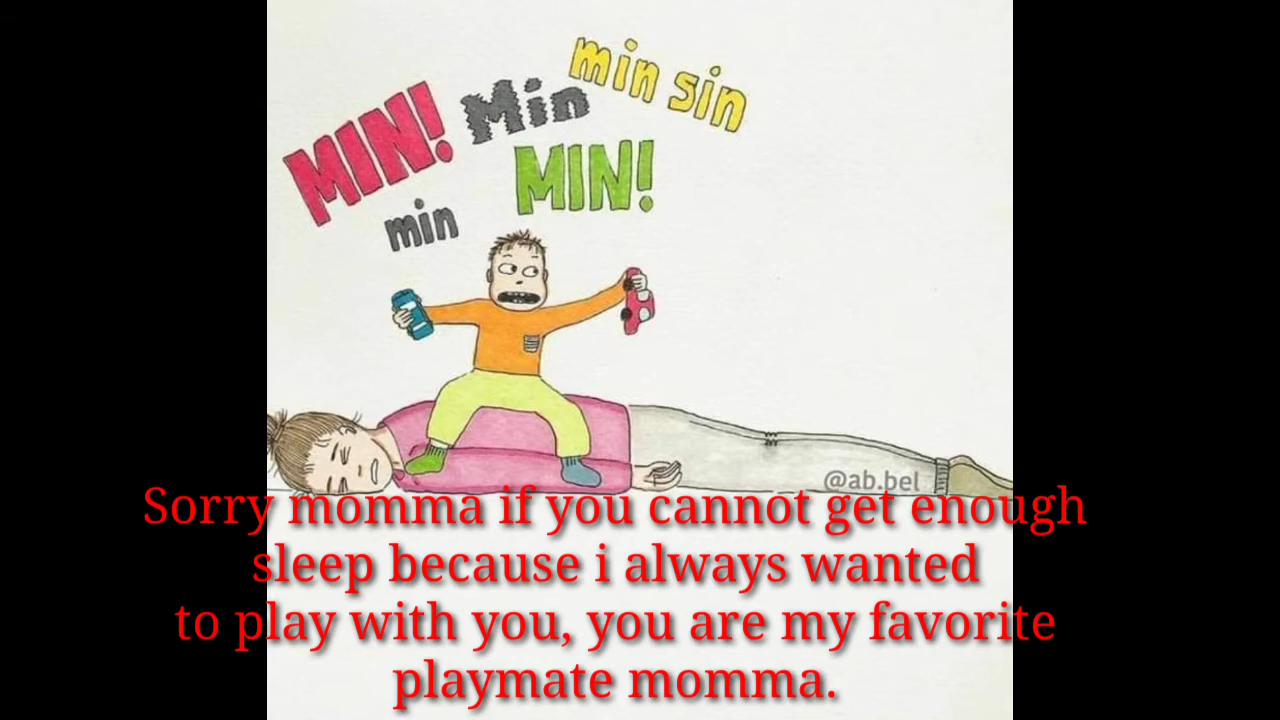 min sin
MIN! Min
MIN!
min
@ab.bel
Sorry momma if you cannot get enough
sleep because i always wanted
to play with you, you are my favorite
playmate momma.